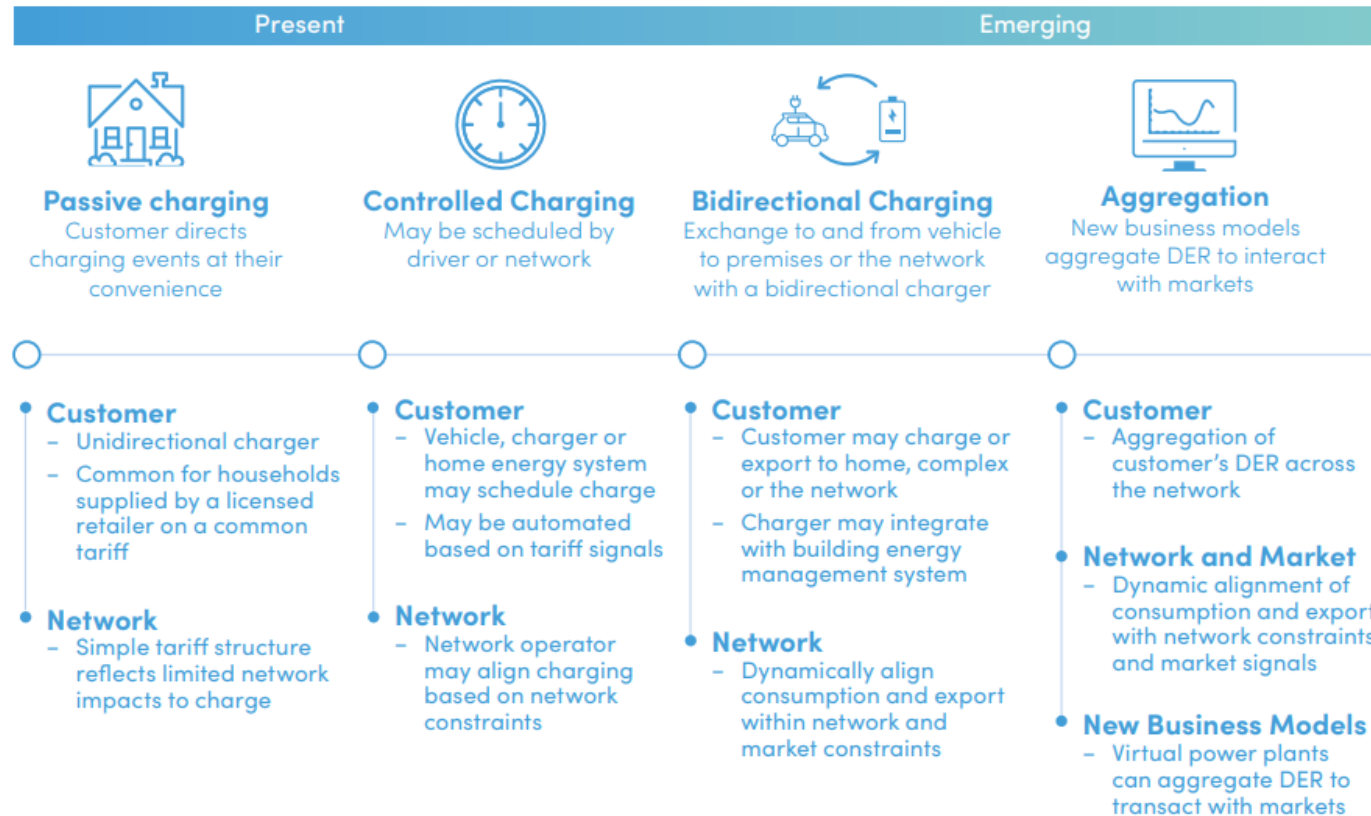 Present
Emerging
Passive charging
Customer directs
charging events at their
convenience
Controlled Charging
May be scheduled by
driver or network
Bidirectional Charging
Exchange to and from vehicle
to premises or the network
with a bidirectional charger
Aggregation
New business models
aggregate DER to interact
with markets
Customer
– Unidirectional charger
– Common for households
supplied by a licensed
retailer on a common
tariff
Network
– Simple tariff structure
reflects limited network
impacts to charge
Customer
– Vehicle, charger or
home energy system
may schedule charge
– May be automated
based on tariff signals
Network
– Network operator
may align charging
based on network
constraints
Customer
– Customer may charge or
export to home, complex
or the network
– Charger may integrate
with building energy
management system
Network
– Dynamically align
consumption and export
within network and
market constraints
Customer
– Aggregation of
customer's DER across
the network
Network and Market
– Dynamic alignment of
consumption and export
with network constraints
and market signals
New Business Models
– Virtual power plants
can aggregate DER to
transact with markets